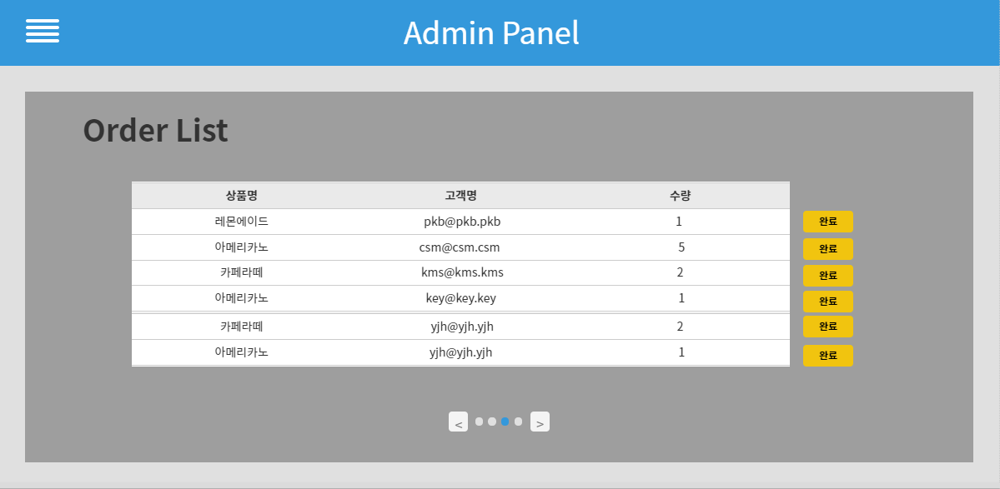 Admin Panel
Order List
상품명 고객명 수량
레몬에이드 pkb@pkb.pkb 1 완료
아메리카노 csm@csm.csm 5 완료
카페라떼 kms@kms.kms 2 완료
아메리카노 key@key.key 1 완료
카페라떼 yjh@yjh.yjh 2 완료
아메리카노 yjh@yjh.yjh 1 완료
< >